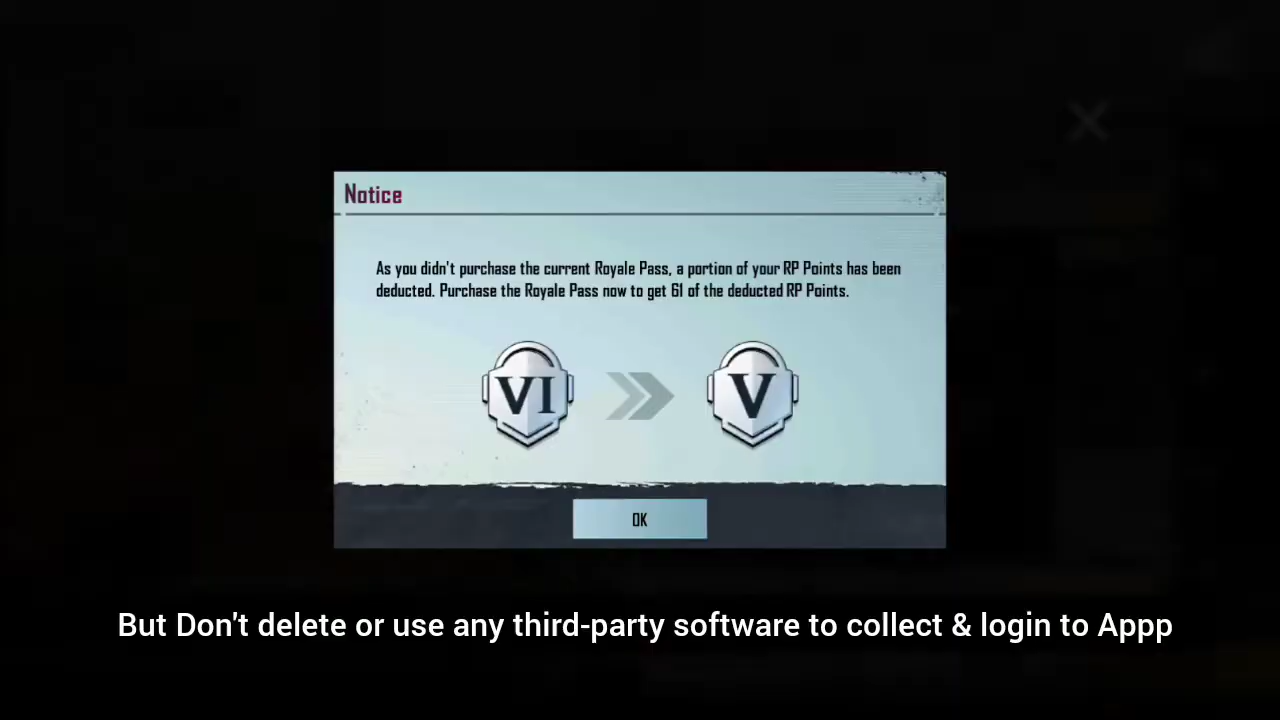 Notice
As you didn't purchase the current Royale Pass, a portion of your RP Points has been
deducted. Purchase the Royale Pass now to get 61 of the deducted RP Points.
VI V
OK
But Don't delete or use any third-party software to collect & login to Appp